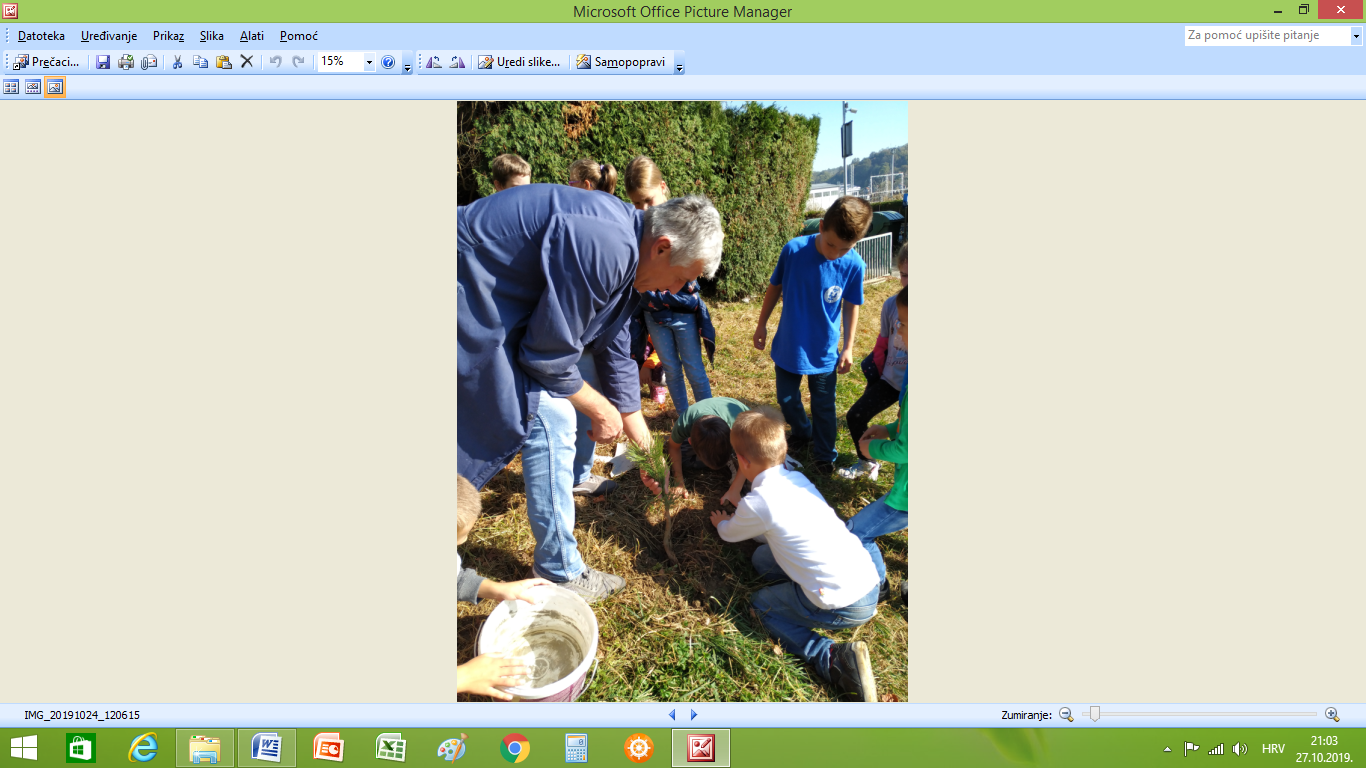 Microsoft Office Picture Manager
Datoteka Uređivanje Prikaz Slika Alati Pomoć
Za pomoć upišite pitanje
Prečaci... 15% Uredi slike... Samopopravi
IMG_20191024_120615
Zumiranje:
HRV
21:03
27.10.2019.